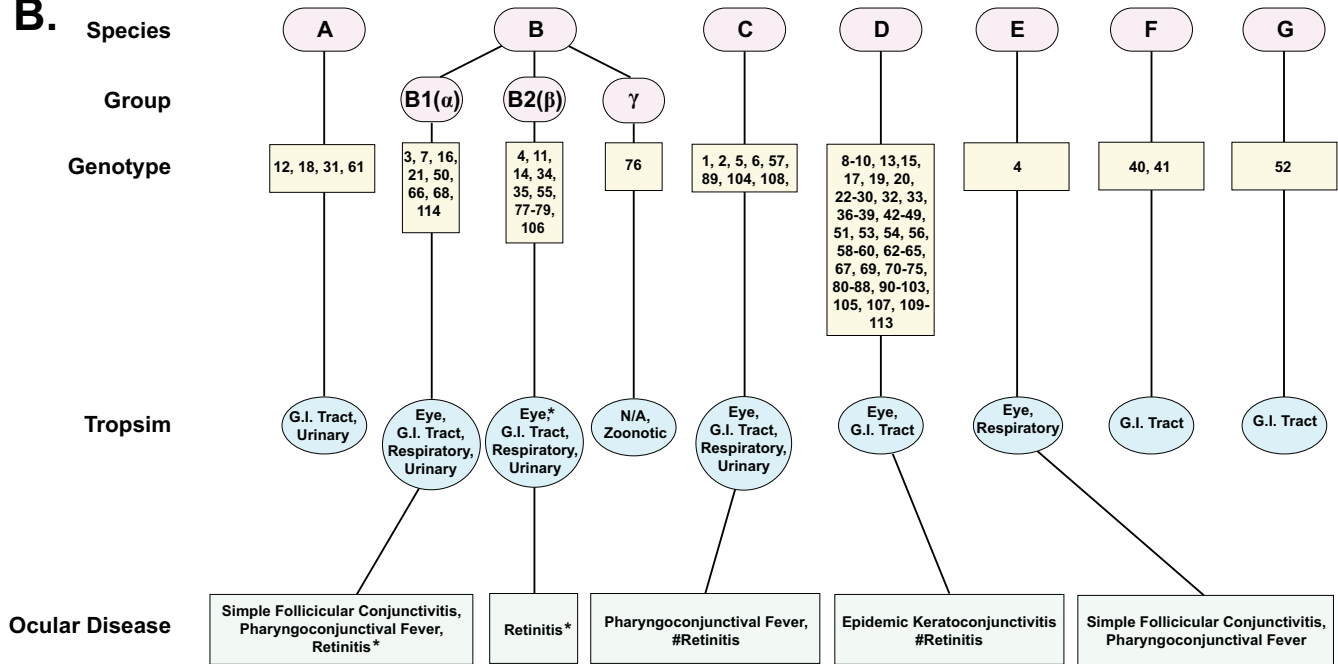 B.
Species
A
B
C
D
E
F
G
Group
B1(α)
B2(β)
γ
Genotype
12, 18, 31, 61
3, 7, 16,
21, 50,
66, 68,
114
4, 11,
14, 34,
35, 55,
77-79,
106
76
1, 2, 5, 6, 57,
89, 104, 108,
8-10, 13,15,
17, 19, 20,
22-30, 32, 33,
36-39, 42-49,
51, 53, 54, 56,
58-60, 62-65,
67, 69, 70-75,
80-88, 90-103,
105, 107, 109-
113
4
40, 41
52
Tropsim
G.I. Tract,
Urinary
Eye,
G.I. Tract,
Respiratory,
Urinary
Eye,*
G.I. Tract,
Respiratory,
Urinary
N/A,
Zoonotic
Eye,
G.I. Tract,
Respiratory,
Urinary
Eye,
G.I. Tract
Eye,
Respiratory
G.I. Tract
G.I. Tract
Ocular Disease
Simple Follicicular Conjunctivitis,
Pharyngoconjunctival Fever,
Retinitis*
Retinitis*
Pharyngoconjunctival Fever,
#Retinitis
Epidemic Keratoconjunctivitis
#Retinitis
Simple Follicicular Conjunctivitis,
Pharyngoconjunctival Fever